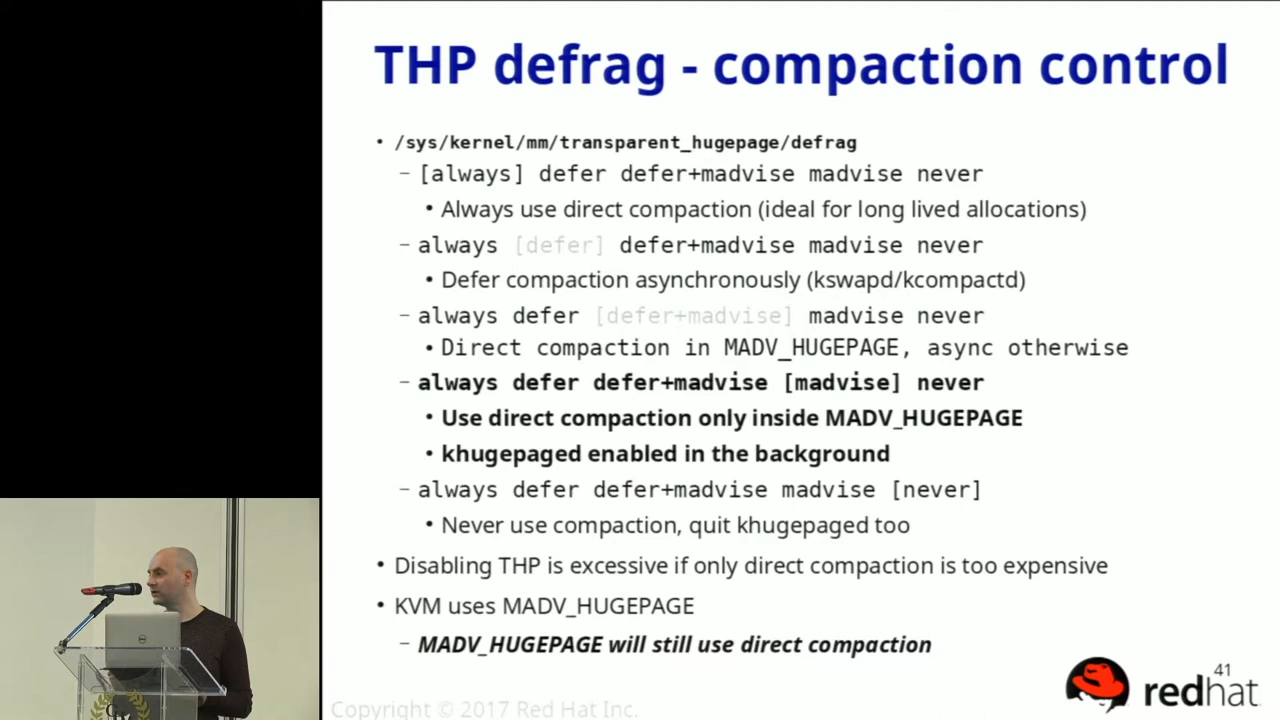 THP defrag - compaction control
• /sys/kernel/mm/transparent_hugepage/defrag
– [always] defer defer+madvise madvise never
• Always use direct compaction (ideal for long lived allocations)
– always [defer] defer+madvise madvise never
• Defer compaction asynchronously (kswapd/kcompactd)
– always defer [defer+madvise] madvise never
• Direct compaction in MADV_HUGEPAGE, async otherwise
– always defer defer+madvise [madvise] never
• Use direct compaction only inside MADV_HUGEPAGE
• khugepaged enabled in the background
– always defer defer+madvise madvise [never]
• Never use compaction, quit khugepaged too
• Disabling THP is excessive if only direct compaction is too expensive
• KVM uses MADV_HUGEPAGE
– MADV_HUGEPAGE will still use direct compaction
41
redhat.
Copyright © 2017 Red Hat Inc.